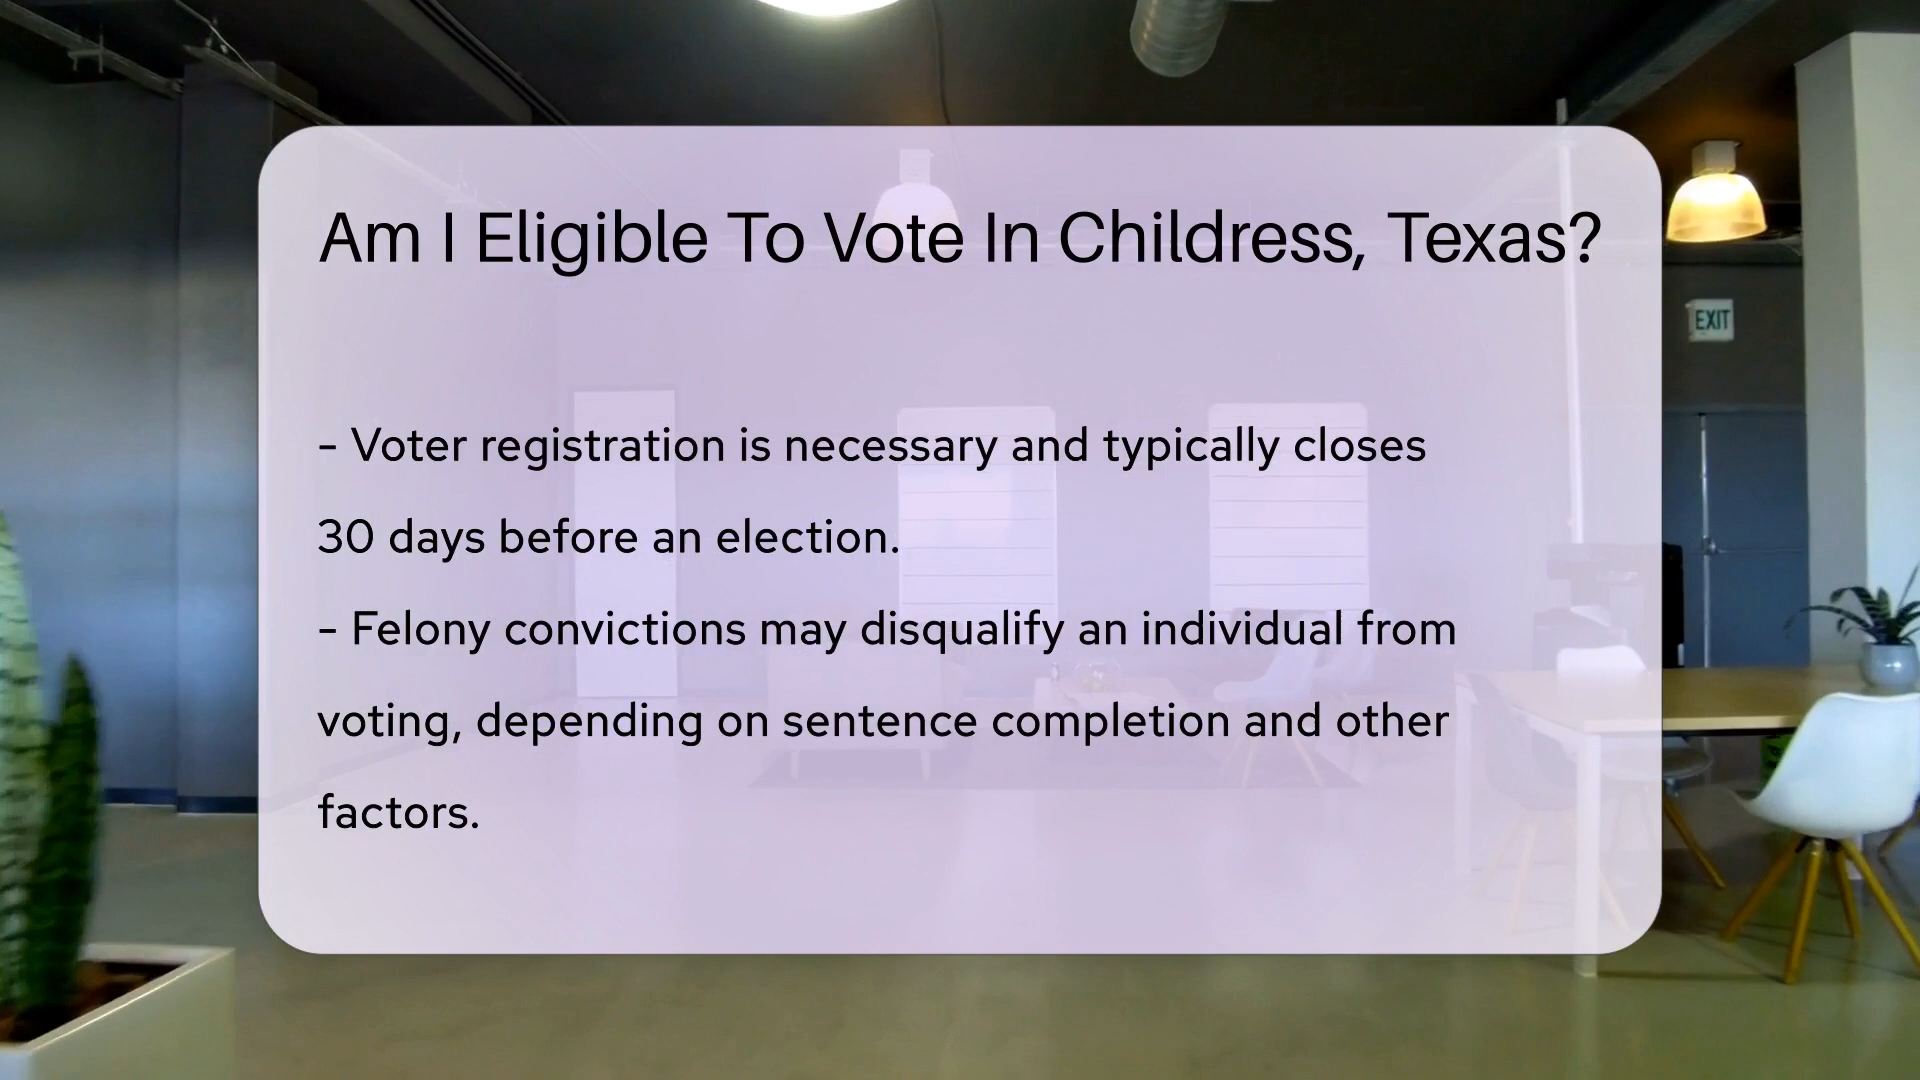 Am I Eligible To Vote In Childress, Texas?
EXIT
- Voter registration is necessary and typically closes
30 days before an election.
- Felony convictions may disqualify an individual from
voting, depending on sentence completion and other
factors.